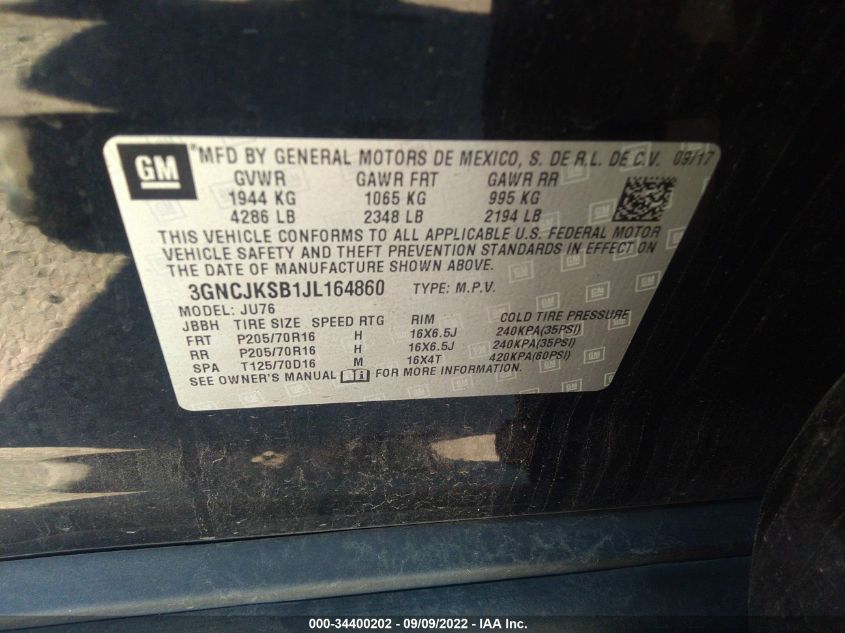 GM "MFD BY GENERAL MOTORS DE MEXICO, S. DE R.L. DE C.V. 09/17
GVWR GAWR FRT GAWR RR
1944 KG 1065 KG 995 KG
4286 LB 2348 LB 2194 LB
THIS VEHICLE CONFORMS TO ALL APPLICABLE U.S. FEDERAL MOTOR
VEHICLE SAFETY AND THEFT PREVENTION STANDARDS IN EFFECT ON
THE DATE OF MANUFACTURE SHOWN ABOVE.
3GNCJKSB1JL164860 TYPE: M.P.V.
MODEL: JU76
JBBH TIRE SIZE SPEED RTG RIM COLD TIRE PRESSURE
FRT P205/70R16 H 16X6.5J 240KPA(35PSI)
RR P205/70R16 H 16X6.5J 240KPA(35PSI)
SPA T125/70D16 M 16X4T 420KPA(60PSI)
SEE OWNER'S MANUAL i FOR MORE INFORMATION.
000-34400202 - 09/09/2022 - IAA Inc.